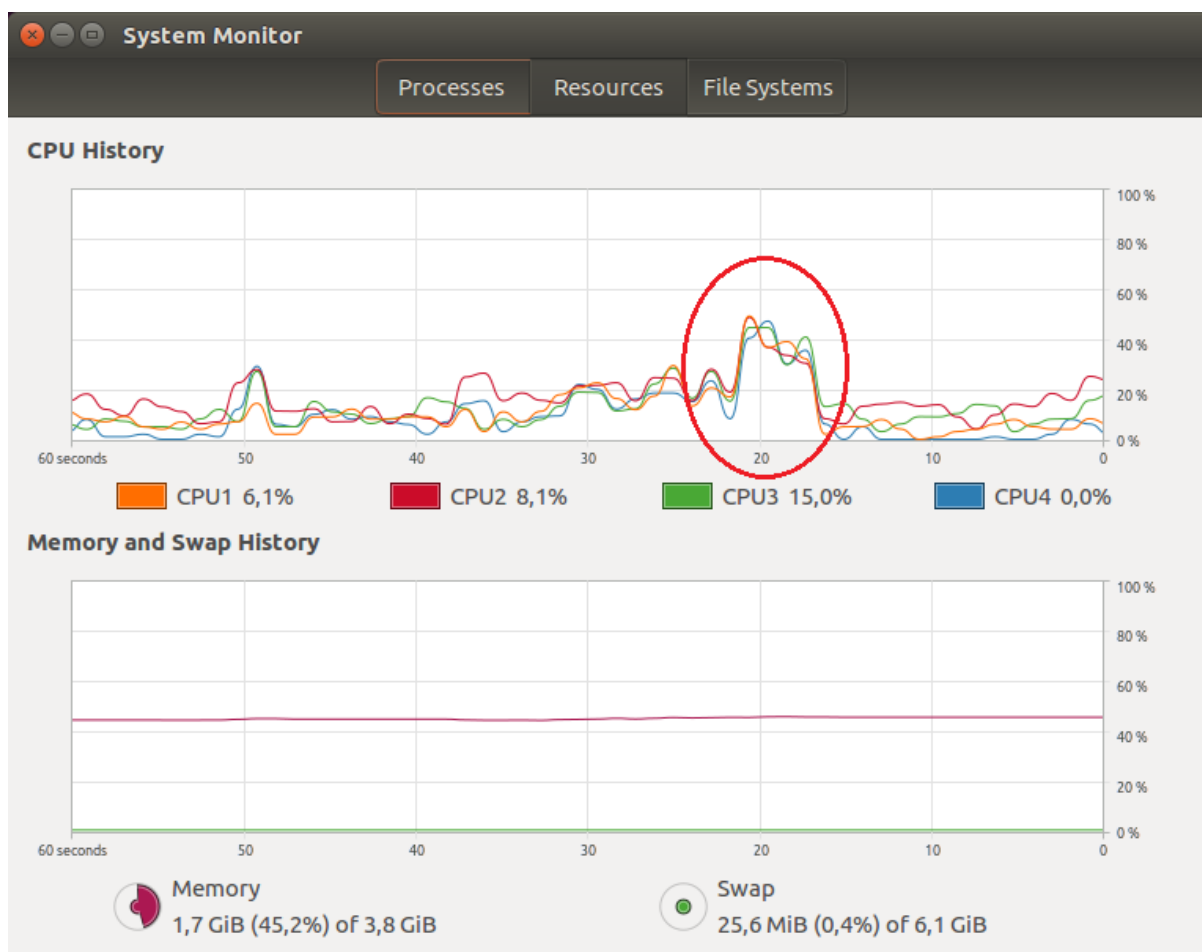 System Monitor
Processes Resources File Systems
CPU History
100 %
80 %
60 %
40 %
20 %
0 %
60 seconds 50 40 30 20 10 0
CPU1 6,1% CPU2 8,1% CPU3 15,0% CPU4 0,0%
Memory and Swap History
100 %
80 %
60 %
40 %
20 %
0 %
60 seconds 50 40 30 20 10 0
Memory Swap
1,7 GiB (45,2%) of 3,8 GiB 25,6 MiB (0,4%) of 6,1 GiB